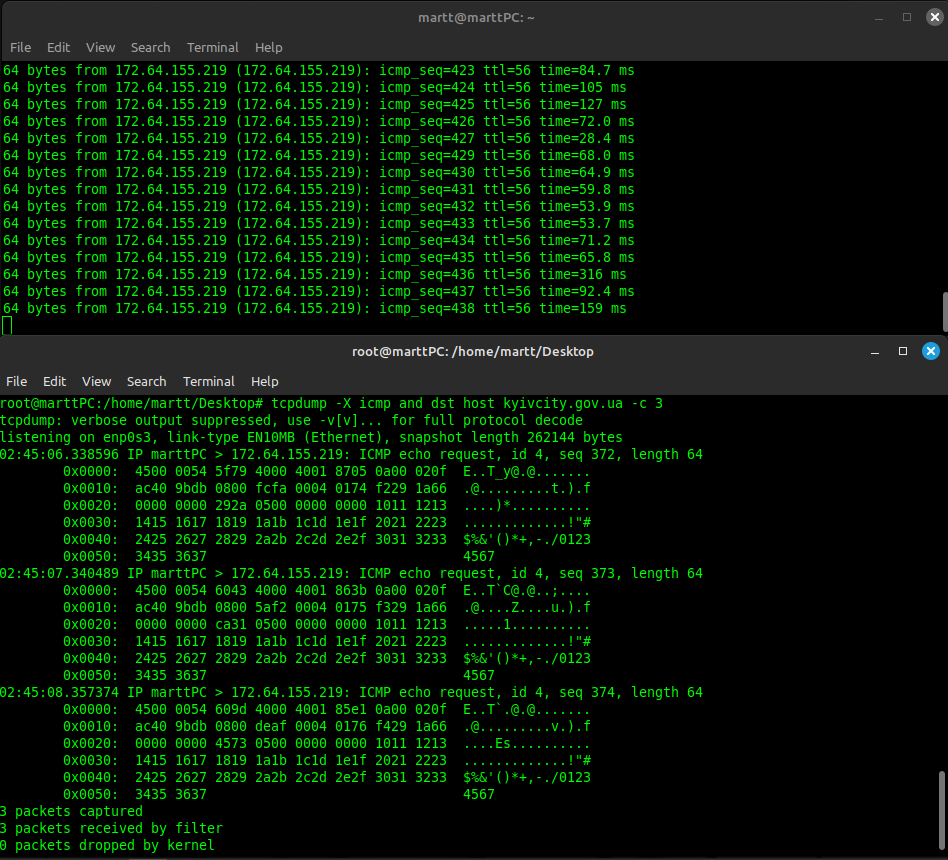 martt@marttPC: ~
File Edit View Search Terminal Help
64 bytes from 172.64.155.219 (172.64.155.219): icmp_seq=423 ttl=56 time=84.7 ms
64 bytes from 172.64.155.219 (172.64.155.219): icmp_seq=424 ttl=56 time=105 ms
64 bytes from 172.64.155.219 (172.64.155.219): icmp_seq=425 ttl=56 time=127 ms
64 bytes from 172.64.155.219 (172.64.155.219): icmp_seq=426 ttl=56 time=72.0 ms
64 bytes from 172.64.155.219 (172.64.155.219): icmp_seq=427 ttl=56 time=28.4 ms
64 bytes from 172.64.155.219 (172.64.155.219): icmp_seq=429 ttl=56 time=68.0 ms
64 bytes from 172.64.155.219 (172.64.155.219): icmp_seq=430 ttl=56 time=64.9 ms
64 bytes from 172.64.155.219 (172.64.155.219): icmp_seq=431 ttl=56 time=59.8 ms
64 bytes from 172.64.155.219 (172.64.155.219): icmp_seq=432 ttl=56 time=53.9 ms
64 bytes from 172.64.155.219 (172.64.155.219): icmp_seq=433 ttl=56 time=53.7 ms
64 bytes from 172.64.155.219 (172.64.155.219): icmp_seq=434 ttl=56 time=71.2 ms
64 bytes from 172.64.155.219 (172.64.155.219): icmp_seq=435 ttl=56 time=65.8 ms
64 bytes from 172.64.155.219 (172.64.155.219): icmp_seq=436 ttl=56 time=316 ms
64 bytes from 172.64.155.219 (172.64.155.219): icmp_seq=437 ttl=56 time=92.4 ms
64 bytes from 172.64.155.219 (172.64.155.219): icmp_seq=438 ttl=56 time=159 ms
root@marttPC: /home/martt/Desktop
File Edit View Search Terminal Help
root@marttPC:/home/martt/Desktop# tcpdump -X icmp and dst host kyivcity.gov.ua -c 3
tcpdump: verbose output suppressed, use -v[v]... for full protocol decode
listening on enp0s3, link-type EN10MB (Ethernet), snapshot length 262144 bytes
02:45:06.338596 IP marttPC > 172.64.155.219: ICMP echo request, id 4, seq 372, length 64
0x0000:  4500 0054 5f79 4000 4001 8705 0a00 020f  E..T_y@.@.......
0x0010:  ac40 9bdb 0800 fcfa 0004 0174 f229 1a66  .@.........t.).f
0x0020:  0000 0000 292a 0500 0000 0000 1011 1213  ....)*..........
0x0030:  1415 1617 1819 1a1b 1c1d 1e1f 2021 2223  .............!"#
0x0040:  2425 2627 2829 2a2b 2c2d 2e2f 3031 3233  $%&'()*+,-./0123
0x0050:  3435 3637  4567
02:45:07.340489 IP marttPC > 172.64.155.219: ICMP echo request, id 4, seq 373, length 64
0x0000:  4500 0054 6043 4000 4001 863b 0a00 020f  E..T`C@.@..;....
0x0010:  ac40 9bdb 0800 5af2 0004 0175 f329 1a66  .@....Z....u.).f
0x0020:  0000 0000 ca31 0500 0000 0000 1011 1213  .....1..........
0x0030:  1415 1617 1819 1a1b 1c1d 1e1f 2021 2223  .............!"#
0x0040:  2425 2627 2829 2a2b 2c2d 2e2f 3031 3233  $%&'()*+,-./0123
0x0050:  3435 3637  4567
02:45:08.357374 IP marttPC > 172.64.155.219: ICMP echo request, id 4, seq 374, length 64
0x0000:  4500 0054 609d 4000 4001 85e1 0a00 020f  E..T`.@.@.......
0x0010:  ac40 9bdb 0800 deaf 0004 0176 f429 1a66  .@.........v.).f
0x0020:  0000 0000 4573 0500 0000 0000 1011 1213  ....Es..........
0x0030:  1415 1617 1819 1a1b 1c1d 1e1f 2021 2223  .............!"#
0x0040:  2425 2627 2829 2a2b 2c2d 2e2f 3031 3233  $%&'()*+,-./0123
0x0050:  3435 3637  4567
3 packets captured
3 packets received by filter
0 packets dropped by kernel